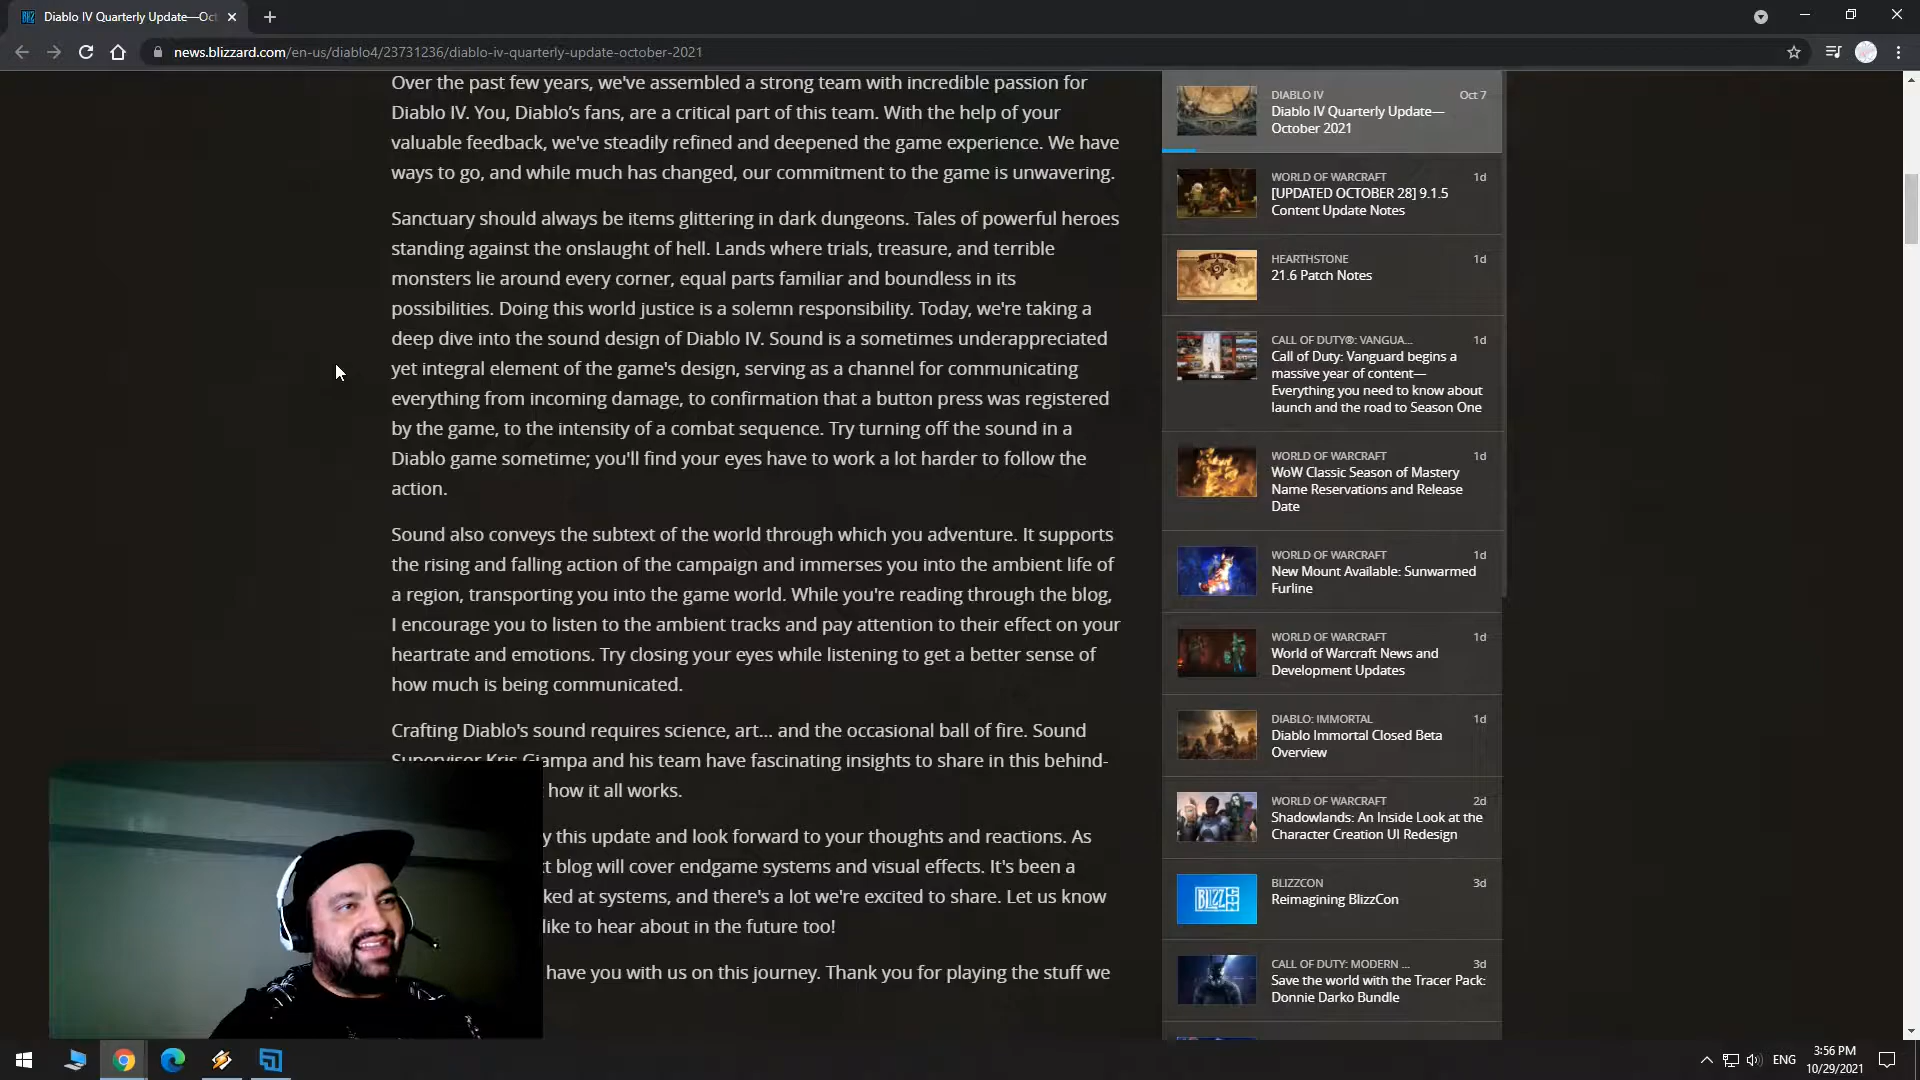 Diablo IV Quarterly Update—Oct
news.blizzard.com/en-us/diablo4/23731236/diablo-iv-quarterly-update-october-2021
Over the past few years, we've assembled a strong team with incredible passion for
Diablo IV. You, Diablo’s fans, are a critical part of this team. With the help of your
valuable feedback, we've steadily refined and deepened the game experience. We have
ways to go, and while much has changed, our commitment to the game is unwavering.
Sanctuary should always be items glittering in dark dungeons. Tales of powerful heroes
standing against the onslaught of hell. Lands where trials, treasure, and terrible
monsters lie around every corner, equal parts familiar and boundless in its
possibilities. Doing this world justice is a solemn responsibility. Today, we're taking a
deep dive into the sound design of Diablo IV. Sound is a sometimes underappreciated
yet integral element of the game's design, serving as a channel for communicating
everything from incoming damage, to confirmation that a button press was registered
by the game, to the intensity of a combat sequence. Try turning off the sound in a
Diablo game sometime; you'll find your eyes have to work a lot harder to follow the
action.
Sound also conveys the subtext of the world through which you adventure. It supports
the rising and falling action of the campaign and immerses you into the ambient life of
a region, transporting you into the game world. While you're reading through the blog,
I encourage you to listen to the ambient tracks and pay attention to their effect on your
heartrate and emotions. Try closing your eyes while listening to get a better sense of
how much is being communicated.
Crafting Diablo's sound requires science, art... and the occasional ball of fire. Sound
Supervisor Kris Giampa and his team have fascinating insights to share in this behind-
how it all works.
y this update and look forward to your thoughts and reactions. As
xt blog will cover endgame systems and visual effects. It's been a
ked at systems, and there's a lot we're excited to share. Let us know
like to hear about in the future too!
have you with us on this journey. Thank you for playing the stuff we
DIABLO IV Oct 7
Diablo IV Quarterly Update—
October 2021
WORLD OF WARCRAFT 1d
[UPDATED OCTOBER 28] 9.1.5
Content Update Notes
HEARTHSTONE 1d
21.6 Patch Notes
CALL OF DUTY®: VANGUA... 1d
Call of Duty: Vanguard begins a
massive year of content—
Everything you need to know about
launch and the road to Season One
WORLD OF WARCRAFT 1d
WoW Classic Season of Mastery
Name Reservations and Release
Date
WORLD OF WARCRAFT 1d
New Mount Available: Sunwarmed
Furline
WORLD OF WARCRAFT 1d
World of Warcraft News and
Development Updates
DIABLO: IMMORTAL 1d
Diablo Immortal Closed Beta
Overview
WORLD OF WARCRAFT 2d
Shadowlands: An Inside Look at the
Character Creation UI Redesign
BLIZZCON 3d
Reimagining BlizzCon
CALL OF DUTY: MODERN ... 3d
Save the world with the Tracer Pack:
Donnie Darko Bundle
ENG
3:56 PM
10/29/2021